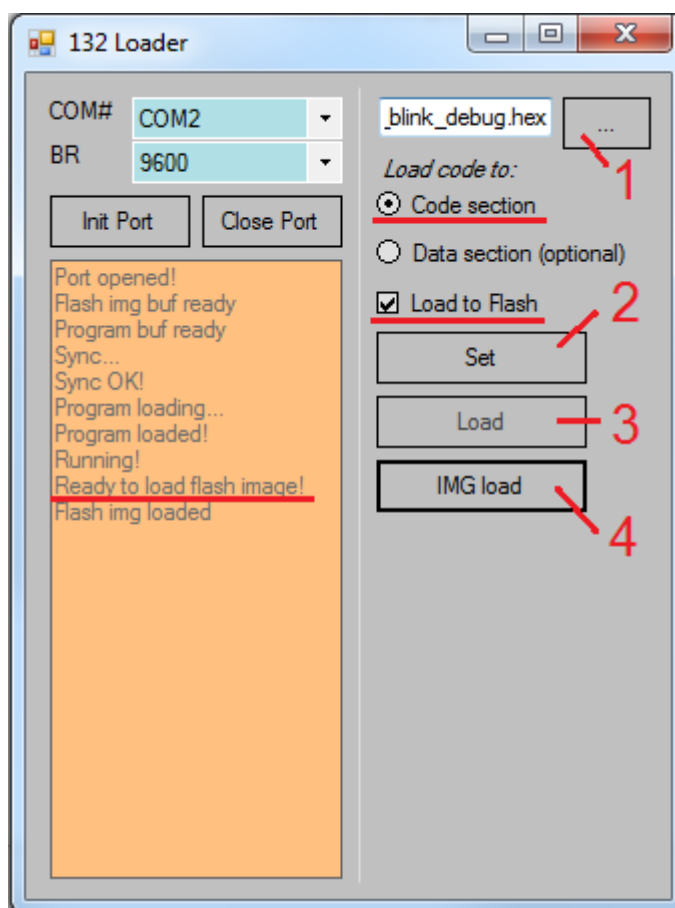 132 Loader
COM#
COM2
BR
9600
Init Port
Close Port
Port opened!
Flash img buf ready
Program buf ready
Sync...
Sync OK!
Program loading...
Program loaded!
Running!
Ready to load flash image!
Flash img loaded
_blink_debug.hex
...
1
Load code to:
Code section
Data section (optional)
Load to Flash
2
Set
Load
3
IMG load
4